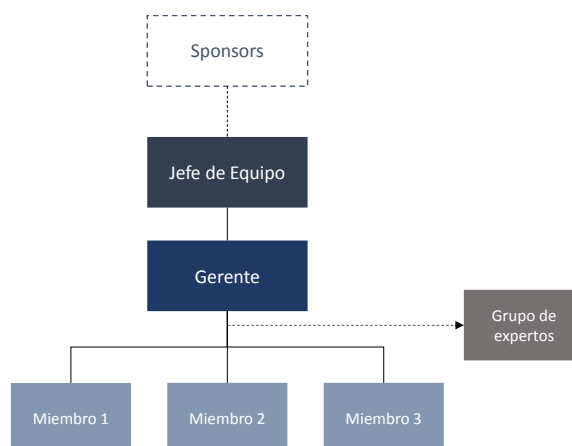 Sponsors
Jefe de Equipo
Gerente
Grupo de
expertos
Miembro 1
Miembro 2
Miembro 3